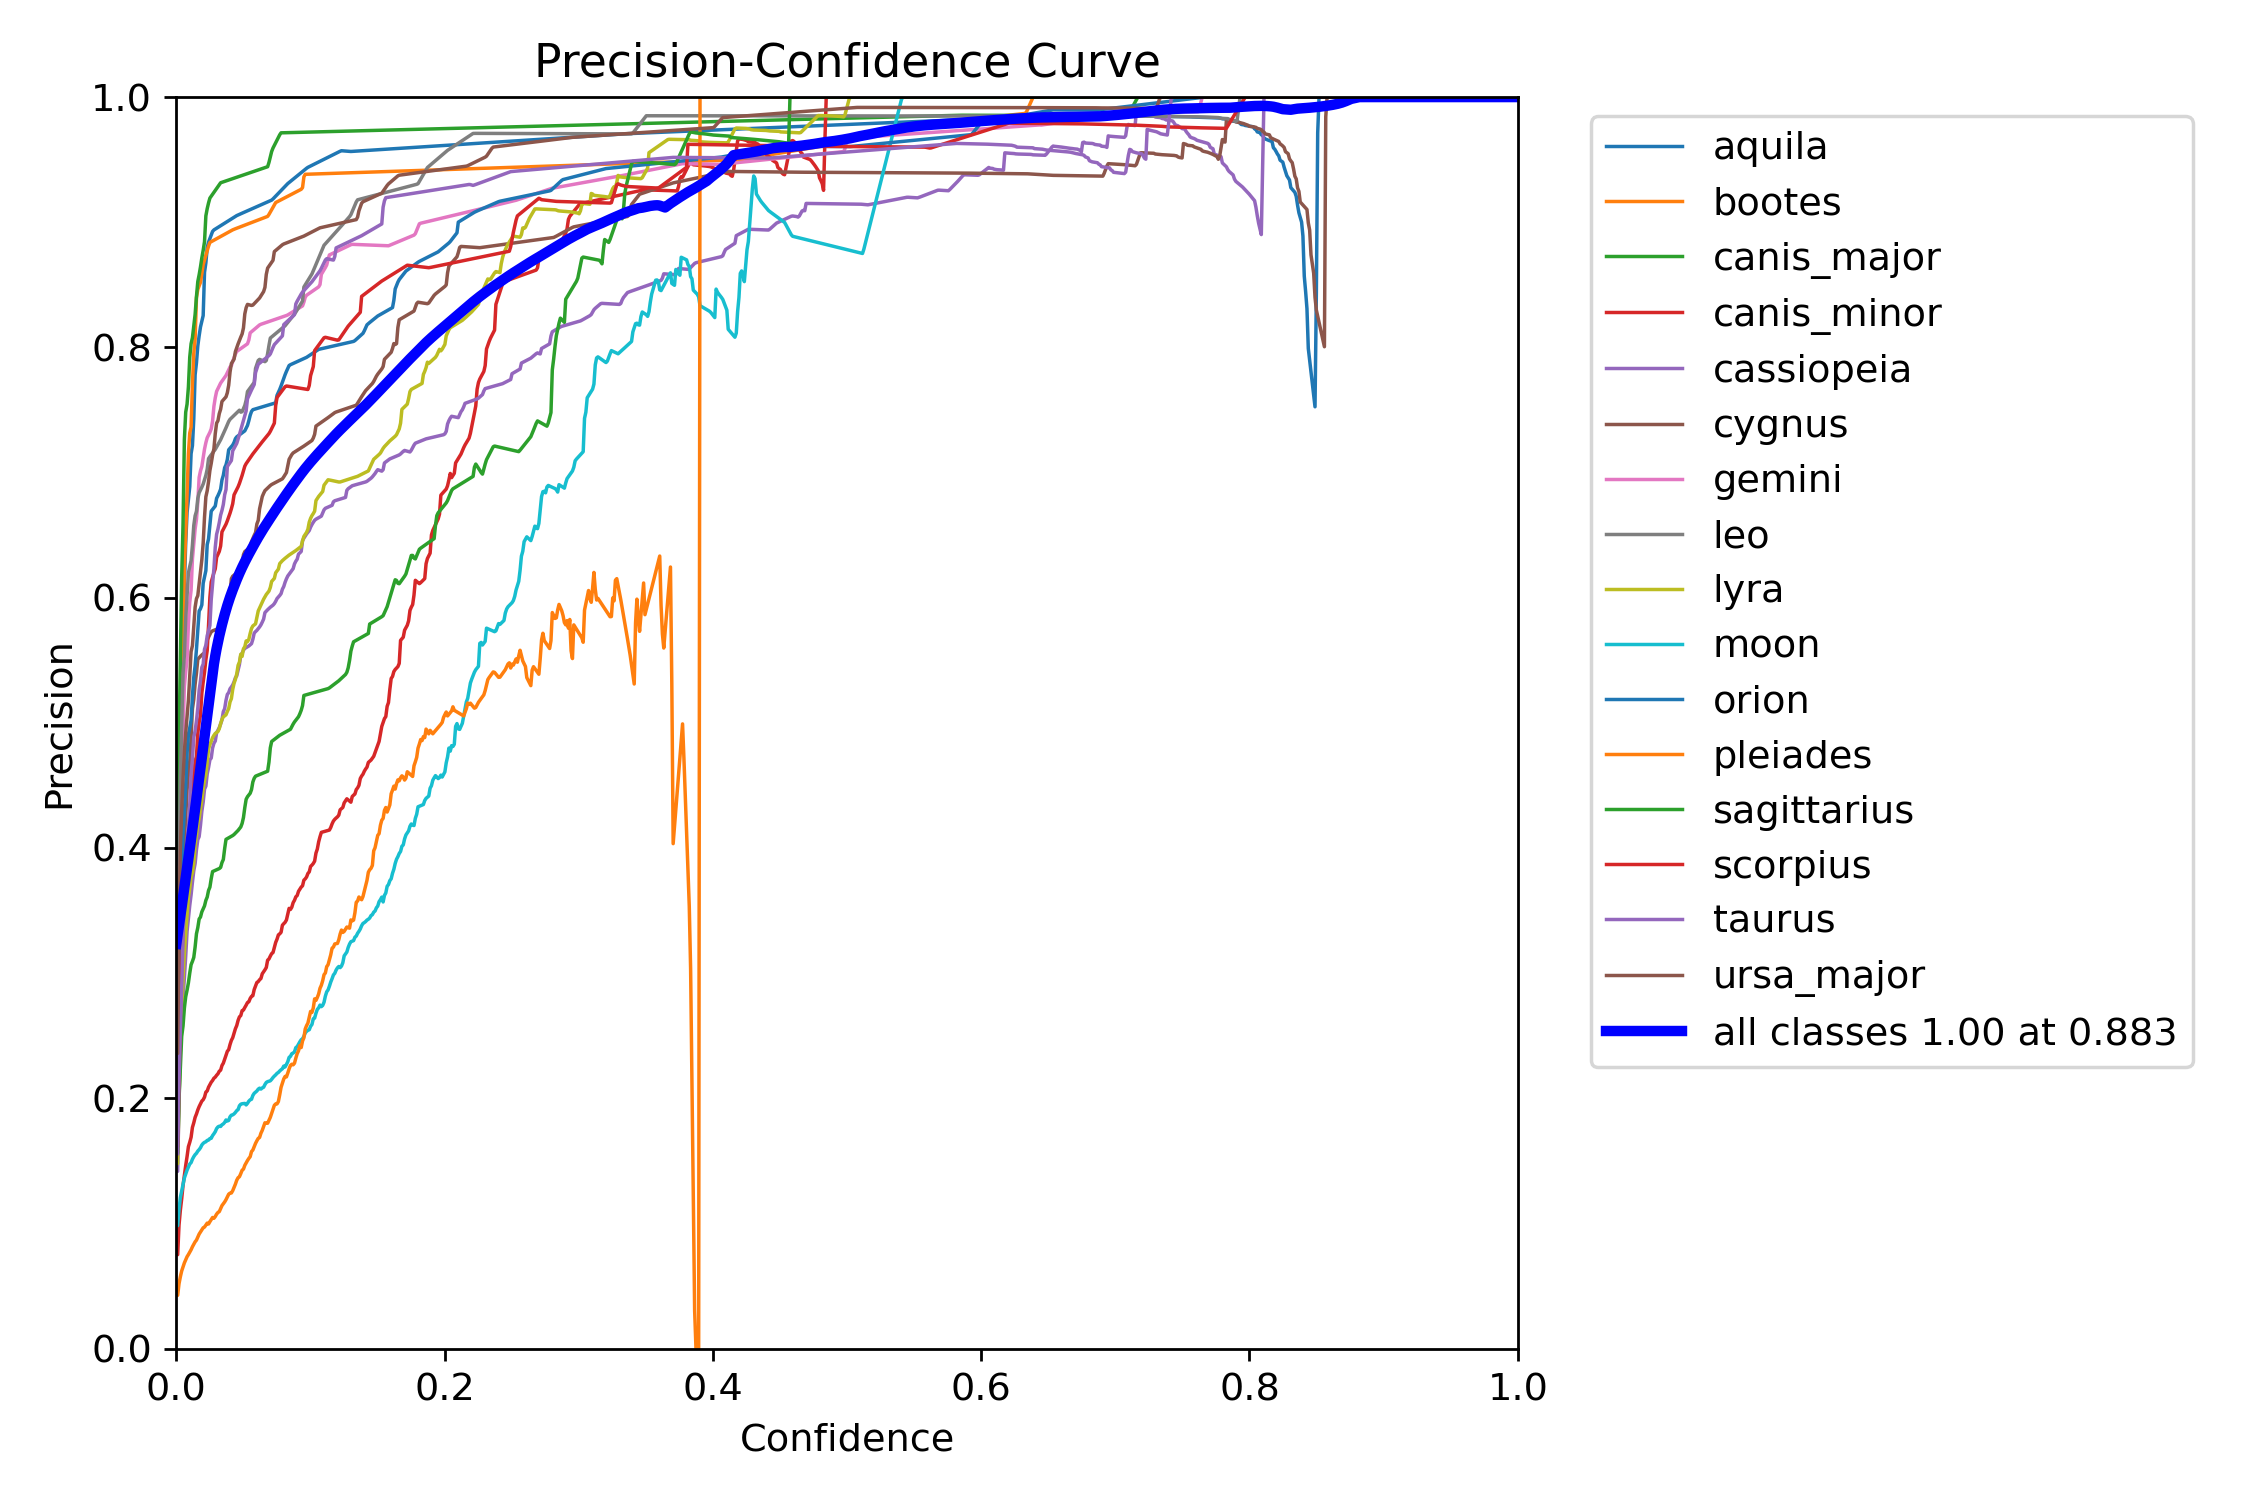 Precision-Confidence Curve
1.0
0.8
0.6
0.4
0.2
0.0
Precision
0.0 0.2 0.4 0.6 0.8 1.0
Confidence
aquila
bootes
canis_major
canis_minor
cassiopeia
cygnus
gemini
leo
lyra
moon
orion
pleiades
sagittarius
scorpius
taurus
ursa_major
all classes 1.00 at 0.883